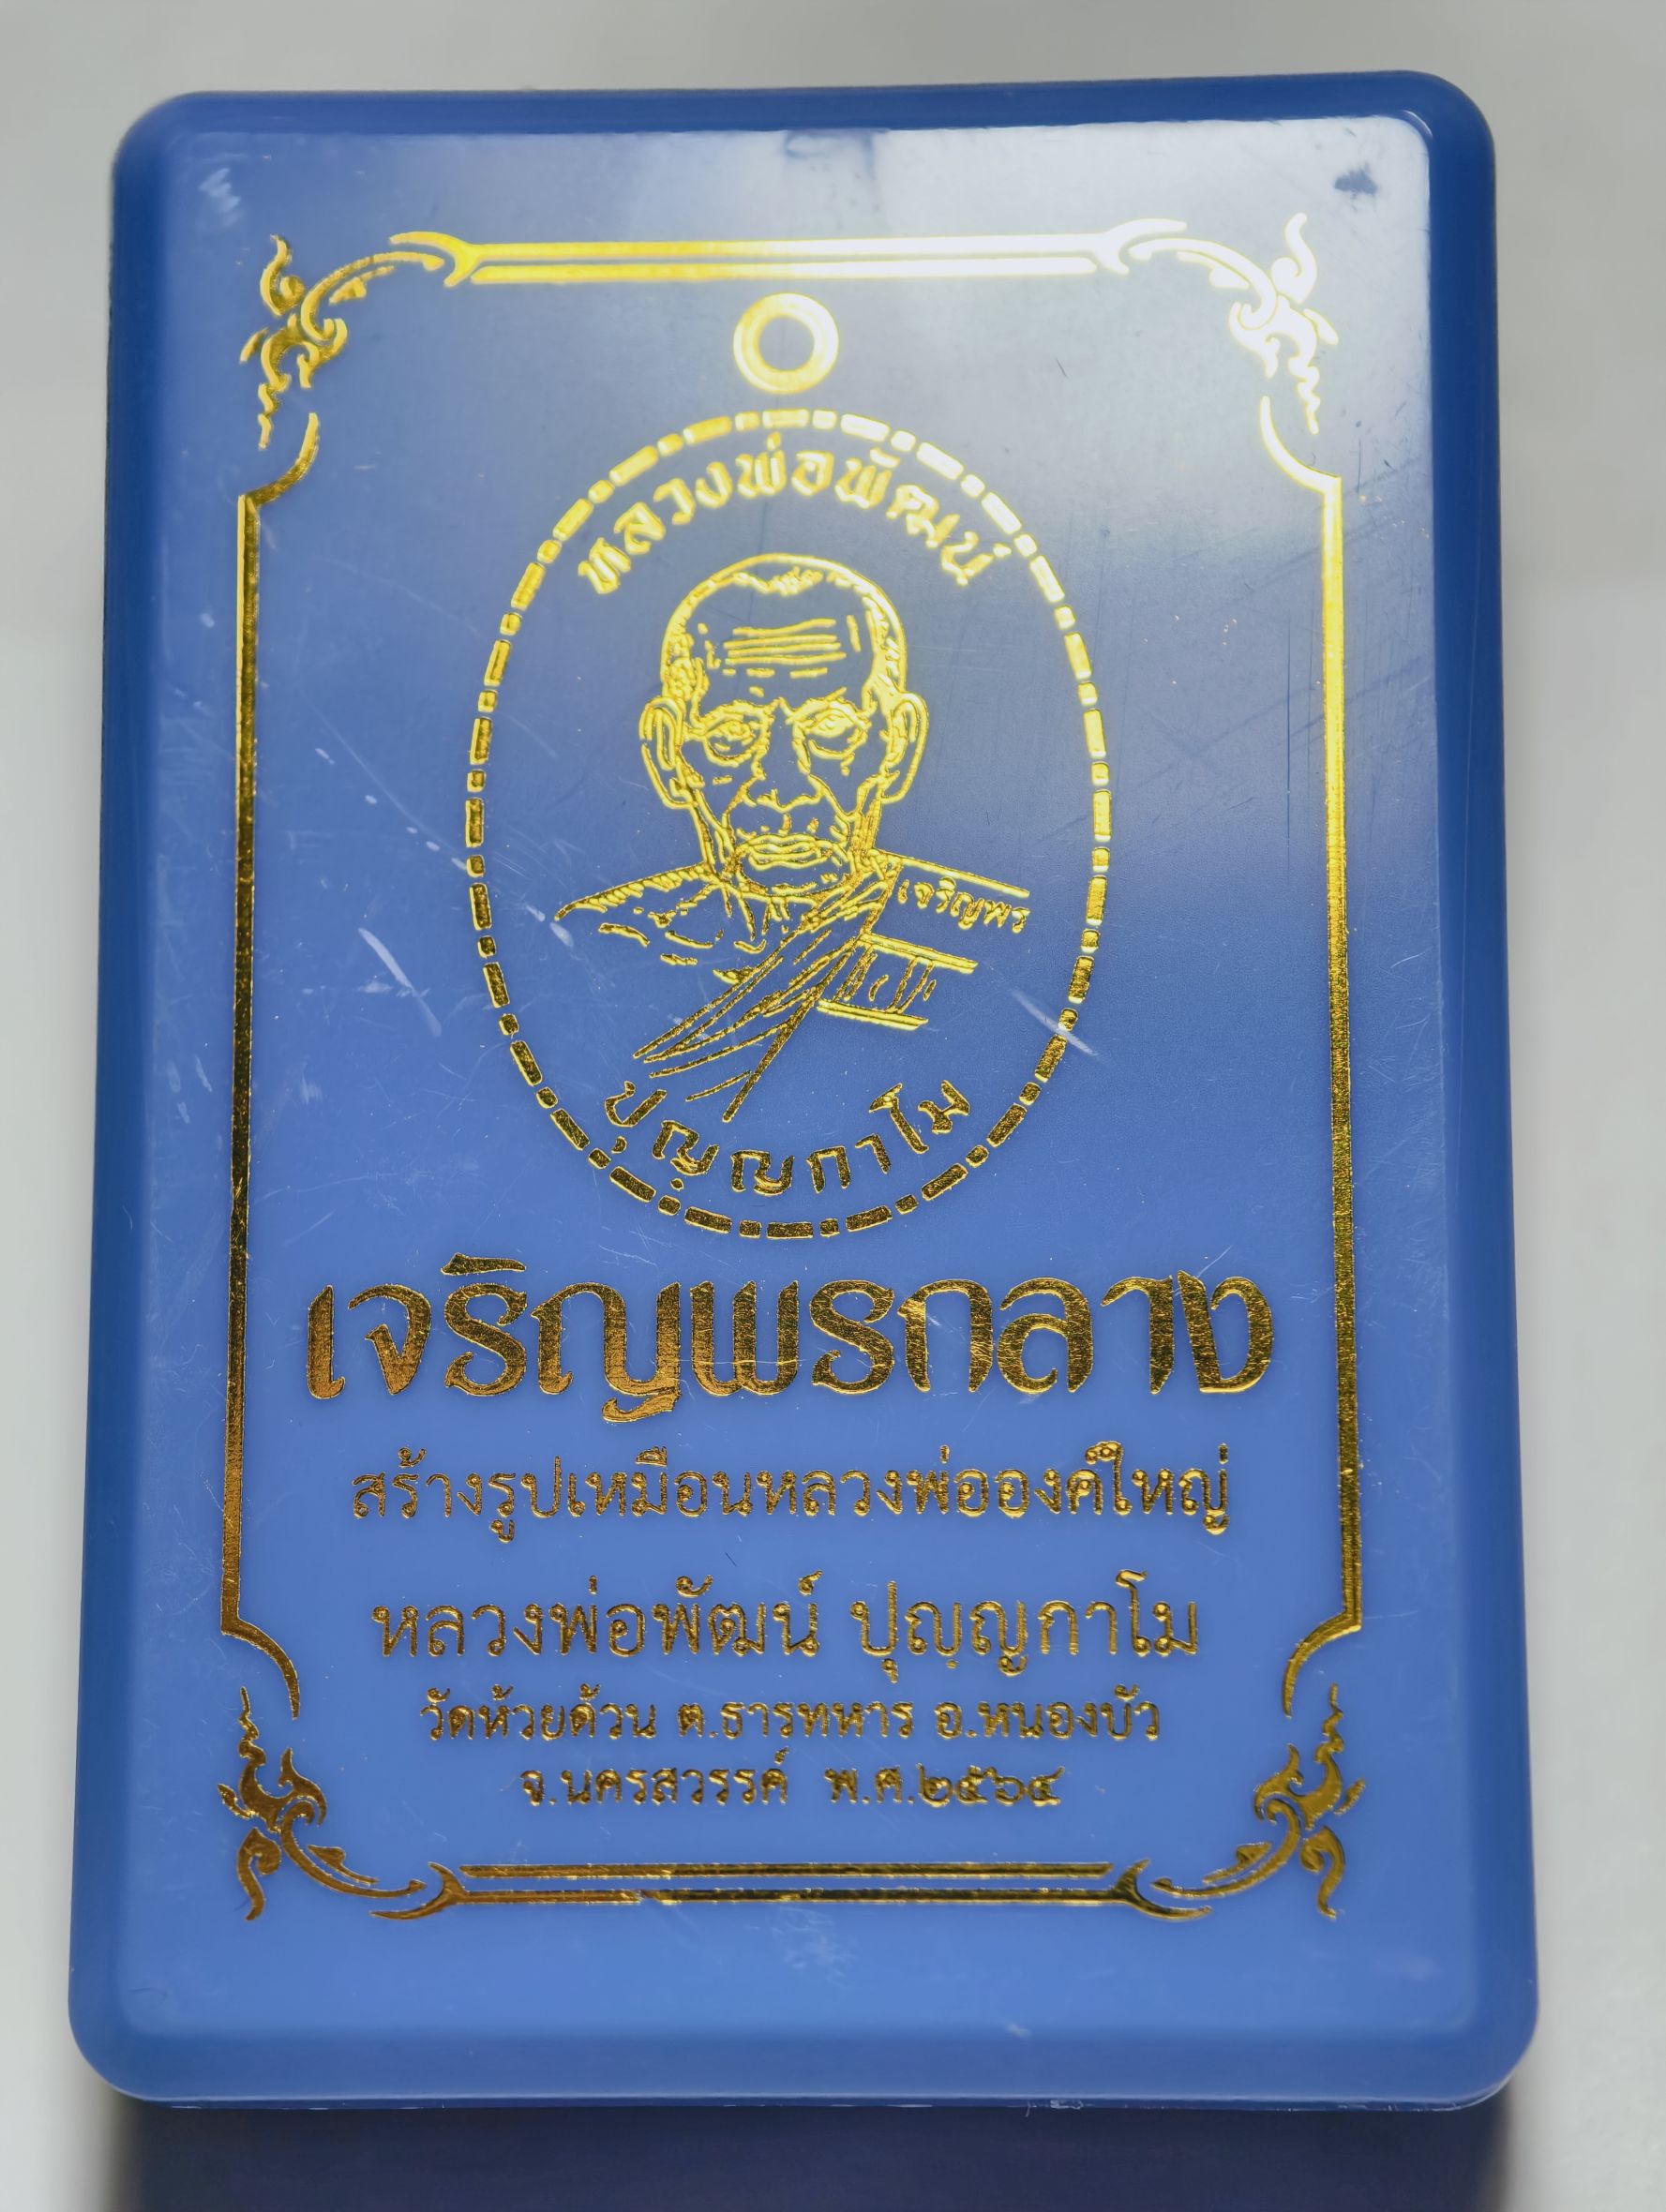 หลวงพ่อพัฒน์
เจริญพร
ปุญฺญกาโม
เจริญพรกลาง
สร้างรูปเหมือนหลวงพ่อองค์ใหญ่
หลวงพ่อพัฒน์ ปุญฺญกาโม
วัดห้วยด้วน ต.ธารทหาร อ.หนองบัว
จ.นครสวรรค์ พ.ศ.๒๕๖๔